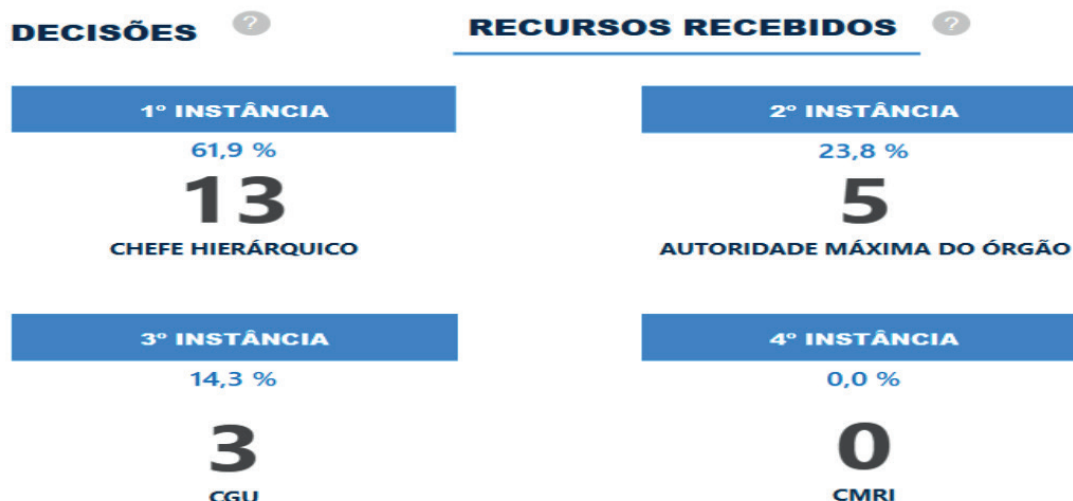 DECISÕES ?
RECURSOS RECEBIDOS ?
1º INSTÂNCIA
61,9 %
13
CHEFE HIERÁRQUICO
2º INSTÂNCIA
23,8 %
5
AUTORIDADE MÁXIMA DO ÓRGÃO
3º INSTÂNCIA
14,3 %
3
CGU
4º INSTÂNCIA
0,0 %
0
CMRI